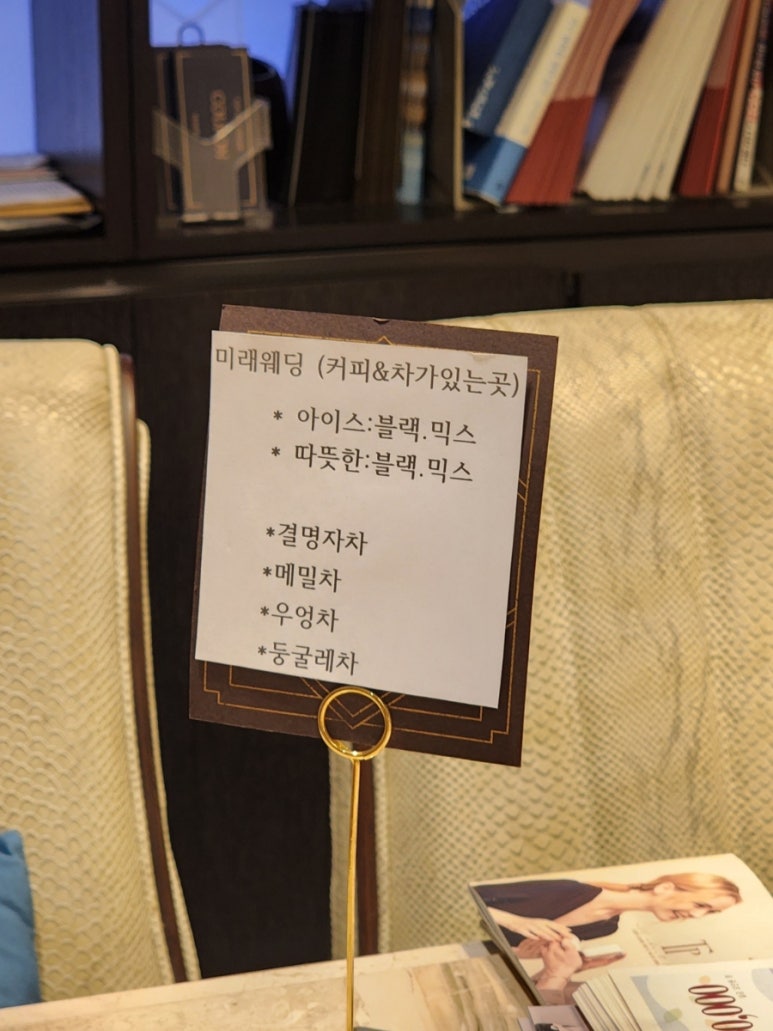 미래웨딩 (커피&차가있는곳)
* 아이스:블랙.믹스
* 따뜻한:블랙.믹스
*결명자차
*메밀차
*우엉차
*둥굴레차